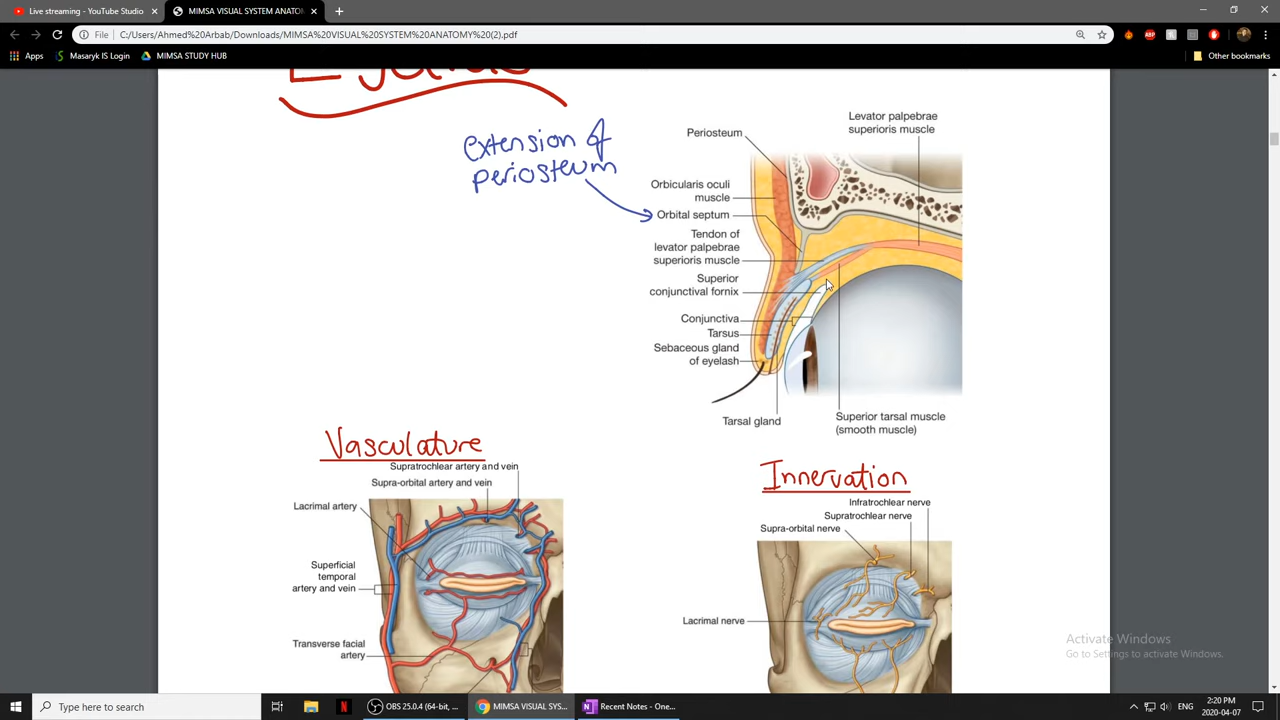 Live streaming - YouTube Studio
MIMSA VISUAL SYSTEM ANATO
File
C:/Users/Ahmed%20Arbab/Downloads/MIMSA%20VISUAL%20SYSTEM%20ANATOMY%20(2).pdf
Apps
Masaryk IS Login
MIMSA STUDY HUB
Other bookmarks
extension of
periosteum
Levator palpebrae
superioris muscle
Periosteum
Orbicularis oculi
muscle
Orbital septum
Tendon of
levator palpebrae
superioris muscle
Superior
conjunctival fornix
Conjunctiva
Tarsus
Sebaceous gland
of eyelash
Tarsal gland
Superior tarsal muscle
(smooth muscle)
Vasculature
Supratrochlear artery and vein
Supra-orbital artery and vein
Lacrimal artery
Superficial
temporal
artery and vein
Transverse facial
artery
Innervation
Infratrochlear nerve
Supratrochlear nerve
Supra-orbital nerve
Lacrimal nerve
Activate Windows
Go to Settings to activate Windows.
Type here to search
OBS 25.0.4 (64-bit, ...
MIMSA VISUAL SYS...
Recent Notes - One...
ENG
2:20 PM
2020-04-07